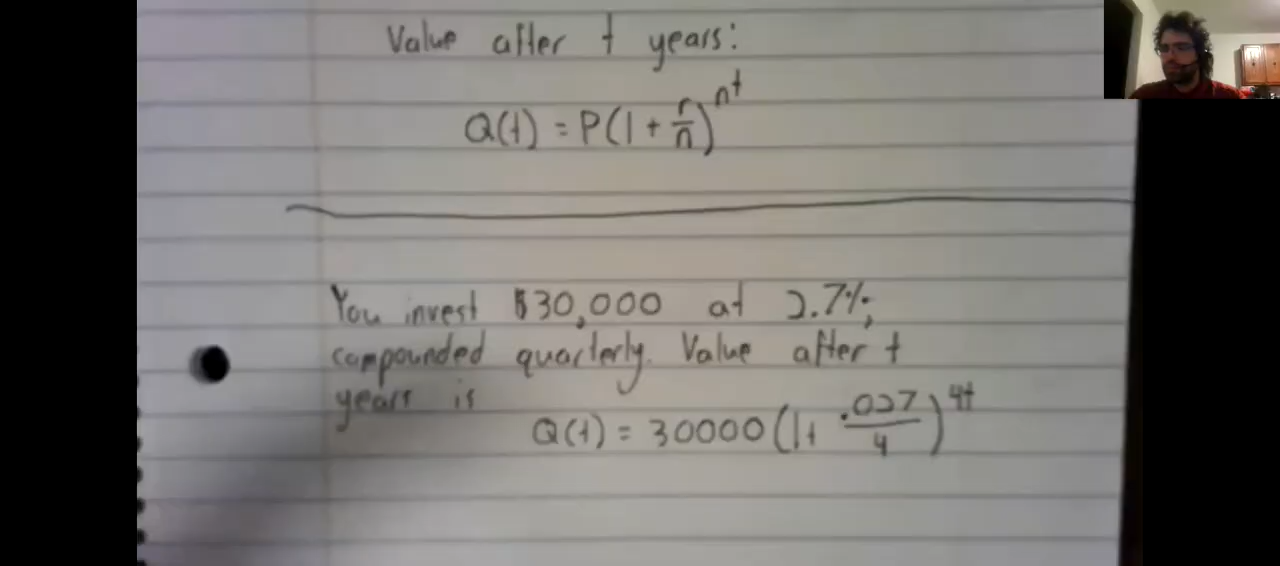 Value after t years:
Q(t) = P(1 + r/n)^nt
You invest $30,000 at 2.7%,
compounded quarterly. Value after t
years is
Q(t) = 30000(1+ .027/4)^4t